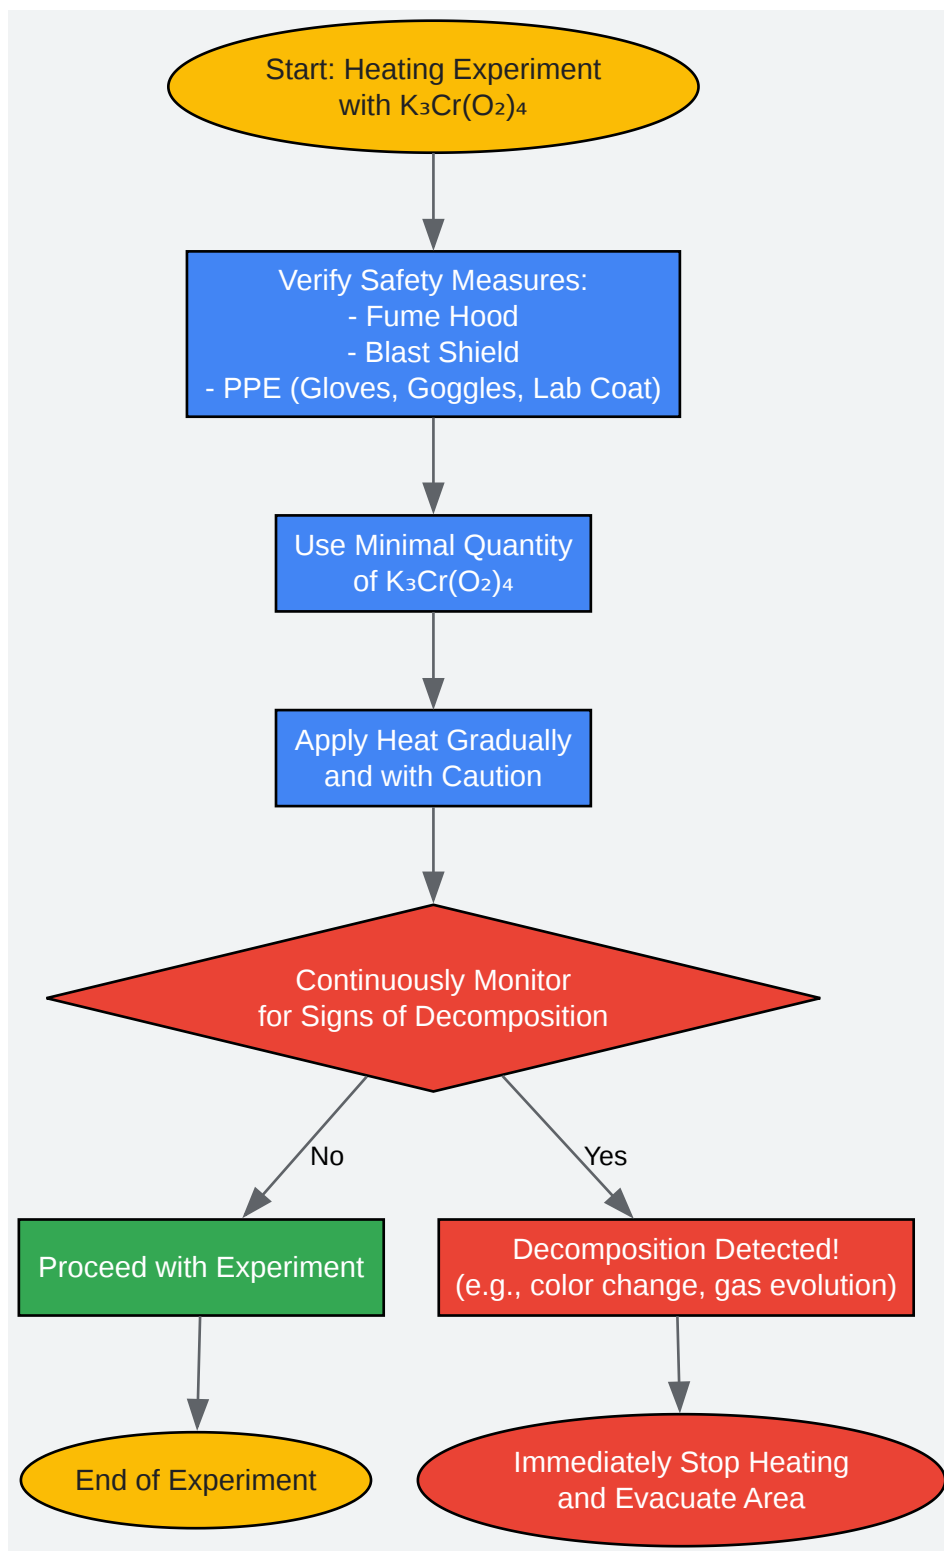 Start: Heating Experiment
with K₃Cr(O₂)₄
Verify Safety Measures:
- Fume Hood
- Blast Shield
- PPE (Gloves, Goggles, Lab Coat)
Use Minimal Quantity
of K₃Cr(O₂)₄
Apply Heat Gradually
and with Caution
Continuously Monitor
for Signs of Decomposition
No
Yes
Proceed with Experiment
Decomposition Detected!
(e.g., color change, gas evolution)
End of Experiment
Immediately Stop Heating
and Evacuate Area